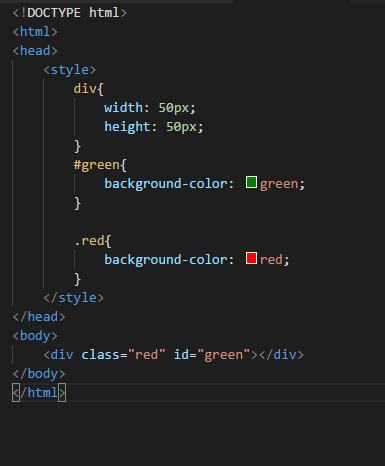 <!DOCTYPE html>
<html>
<head>
    <style>
        div{
            width: 50px;
            height: 50px;
        }
        #green{
            background-color: green;
        }

        .red{
            background-color: red;
        }
    </style>
</head>
<body>
    <div class="red" id="green"></div>
</body>
</html>